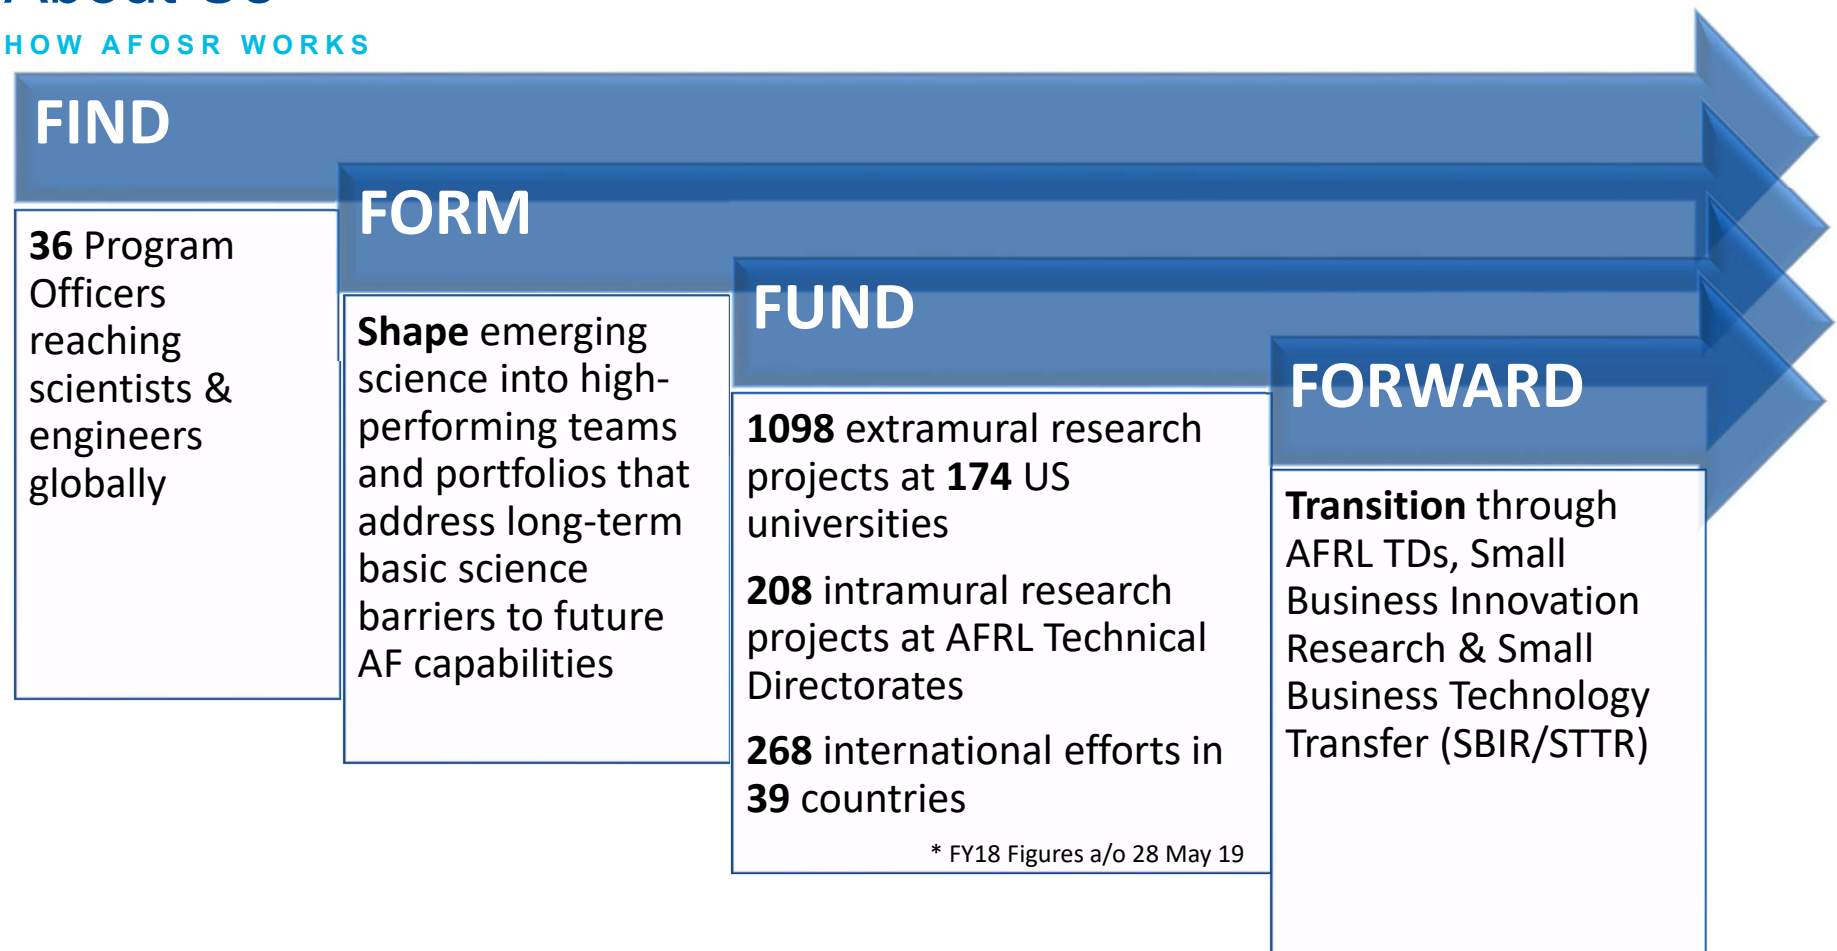 About Us
HOW AFOSR WORKS
FIND
36 Program
Officers
reaching
scientists &
engineers
globally
FORM
Shape emerging
science into high-
performing teams
and portfolios that
address long-term
basic science
barriers to future
AF capabilities
FUND
1098 extramural research
projects at 174 US
universities
208 intramural research
projects at AFRL Technical
Directorates
268 international efforts in
39 countries
* FY18 Figures a/o 28 May 19
FORWARD
Transition through
AFRL TDs, Small
Business Innovation
Research & Small
Business Technology
Transfer (SBIR/STTR)